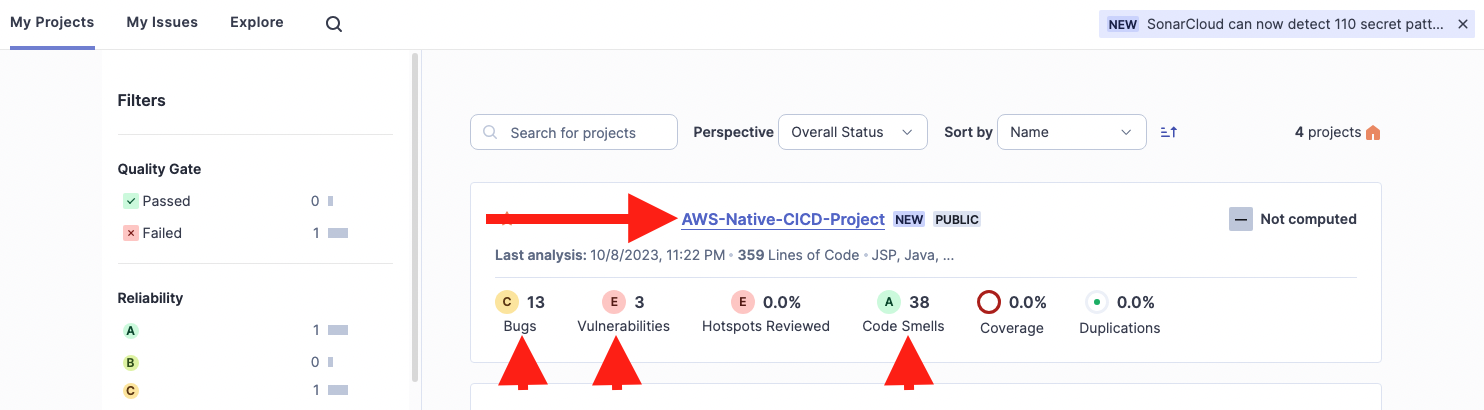 My Projects My Issues Explore
NEW SonarCloud can now detect 110 secret patt...
Filters
Quality Gate
Passed 0
Failed 1
Reliability
A 1
B 0
C 1
Search for projects Perspective Overall Status Sort by Name 4 projects
AWS-Native-CICD-Project NEW PUBLIC Not computed
Last analysis: 10/8/2023, 11:22 PM • 359 Lines of Code • JSP, Java, ...
C 13 E 3 E 0.0% A 38 0.0% 0.0%
Bugs Vulnerabilities Hotspots Reviewed Code Smells Coverage Duplications